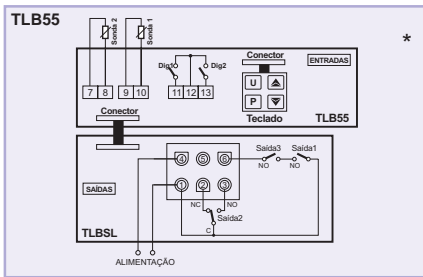 TLB55
*
Sonda 2
Sonda 1
Dig1
Dig2
Conector
ENTRADAS
7 8
9 10
11 12 13
U
P
Conector
Teclado
TLB55
4 5 6
Saída3
Saída1
NO
NO
SAÍDAS
1 2 3
NC
NO
Saída2
C
TLBSL
ALIMENTAÇÃO